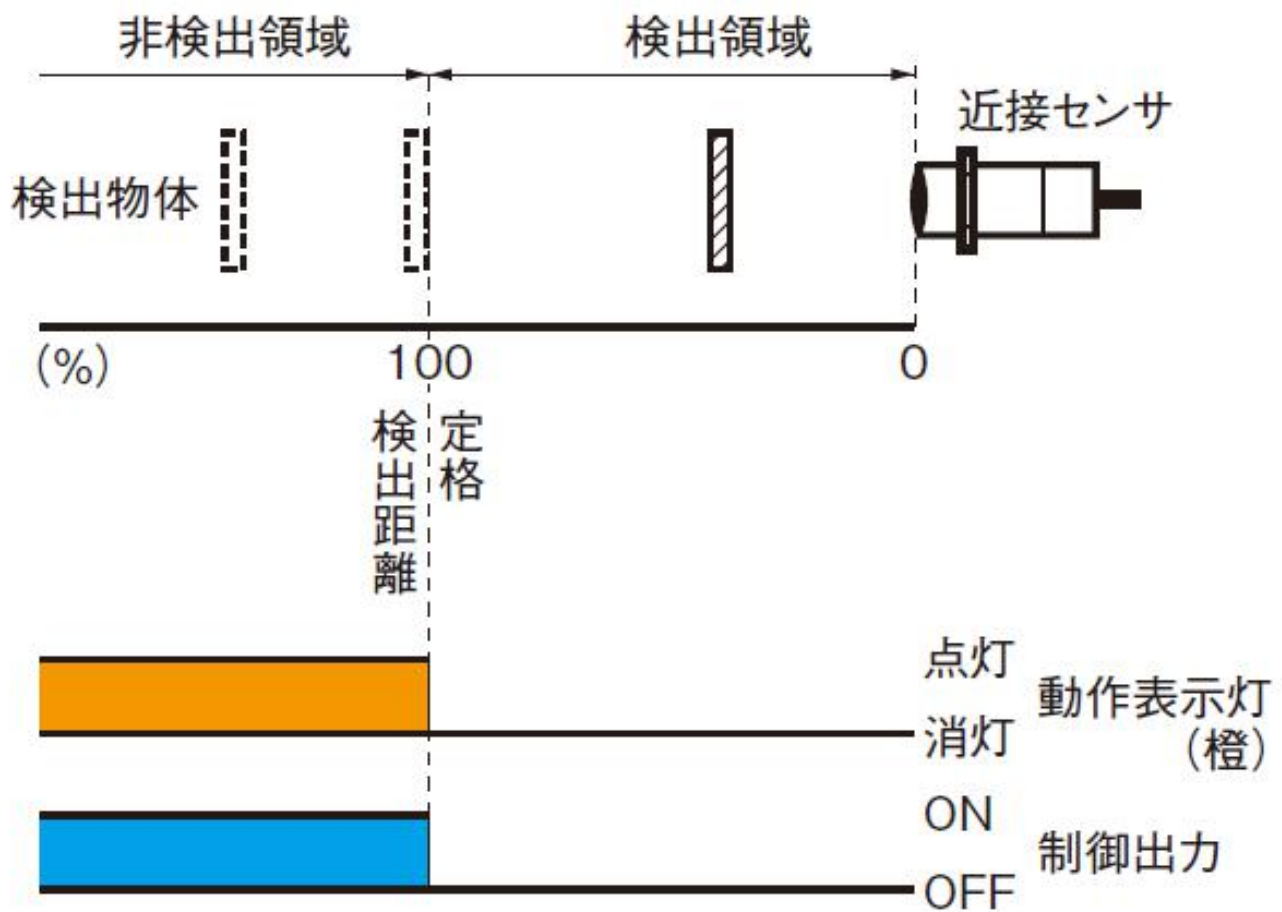 非検出領域
検出領域
近接センサ
検出物体
(%)
100
0
定格
検出距離
点灯
消灯
動作表示灯
(橙)
ON
OFF
制御出力